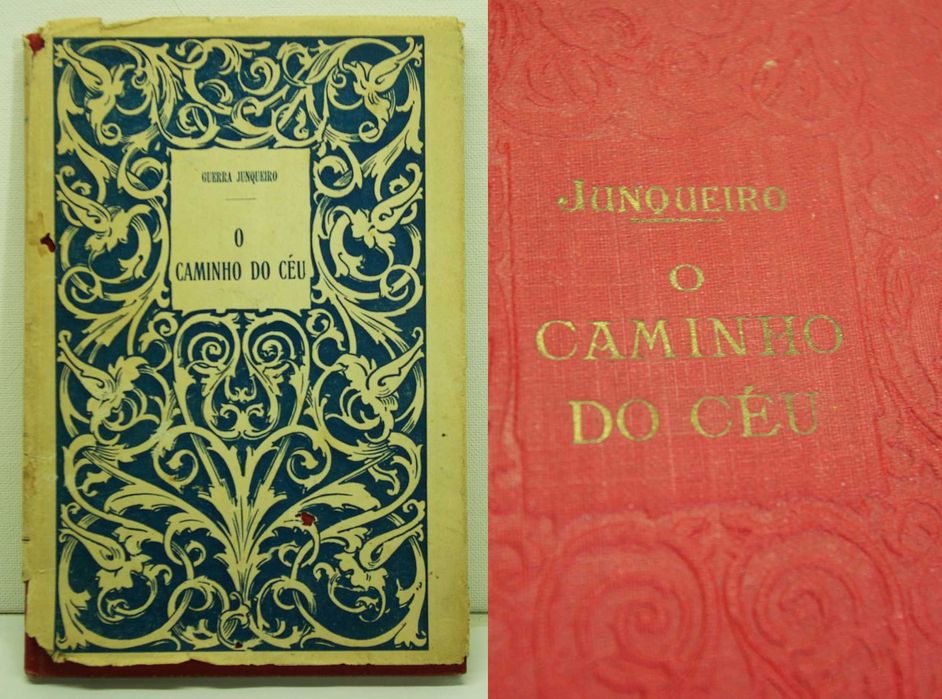 GUERRA JUNQUEIRO
O
CAMINHO DO CÉU
JUNQUEIRO
O
CAMINHO
DO CÉU